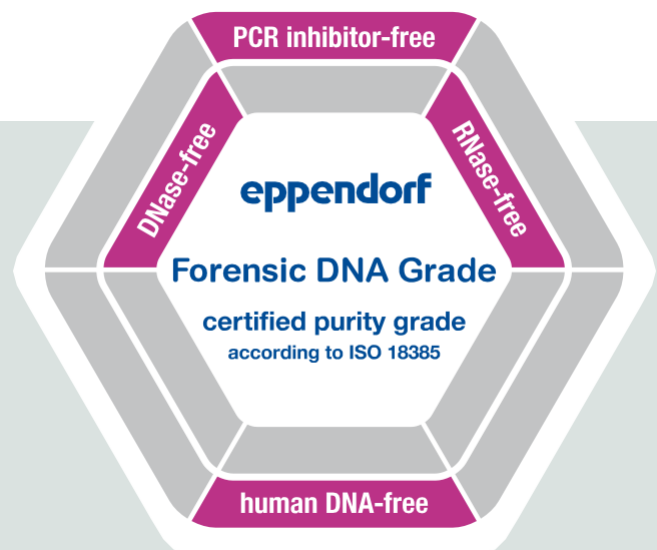 PCR inhibitor-free
DNase-free
RNase-free
eppendorf
Forensic DNA Grade
certified purity grade
according to ISO 18385
human DNA-free